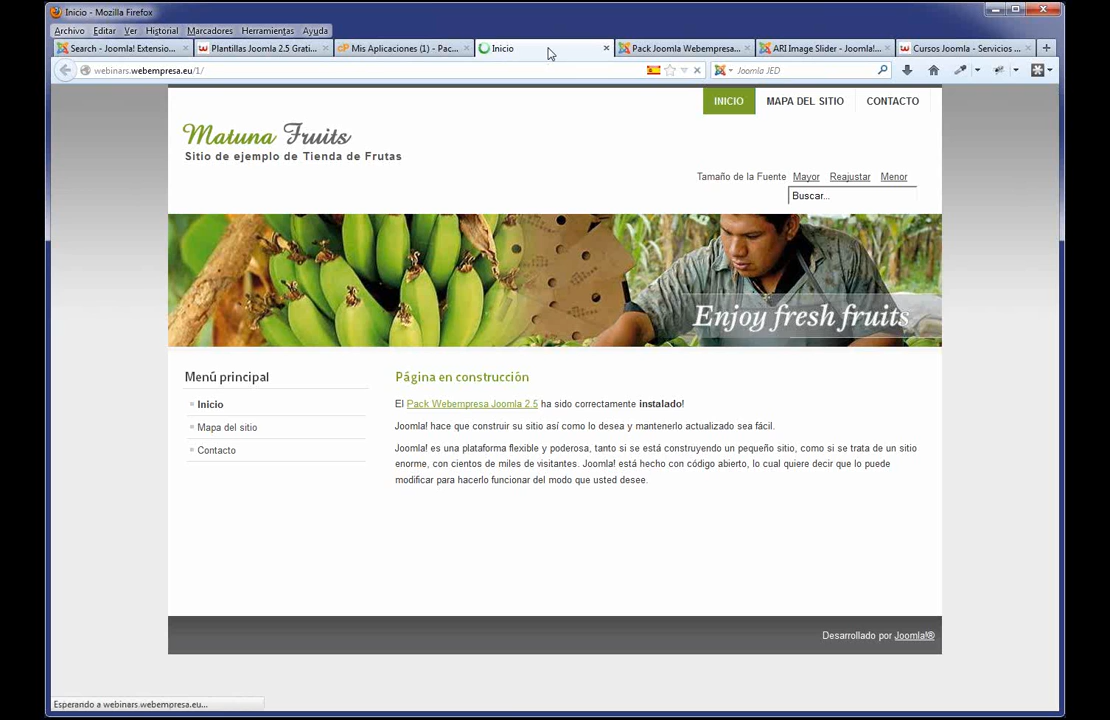 Inicio - Mozilla Firefox
Archivo Editar Ver Historial Marcadores Herramientas Ayuda
Search - Joomla! Extensio... Plantillas Joomla 2.5 Grati... Mis Aplicaciones (1) - Pac... Inicio Pack Joomla Webempresa... ARI Image Slider - Joomla!... Cursos Joomla - Servicios ...
webinars.webempresa.eu/1/ Joomla JED
INICIO MAPA DEL SITIO CONTACTO
Matuna Fruits
Sitio de ejemplo de Tienda de Frutas
Tamaño de la Fuente Mayor Reajustar Menor
Buscar...
Enjoy fresh fruits
Menú principal
Inicio
Mapa del sitio
Contacto
Página en construcción
El Pack Webempresa Joomla 2.5 ha sido correctamente instalado!
Joomla! hace que construir su sitio así como lo desea y mantenerlo actualizado sea fácil.
Joomla! es una plataforma flexible y poderosa, tanto si se está construyendo un pequeño sitio, como si se trata de un sitio
enorme, con cientos de miles de visitantes. Joomla! está hecho con código abierto, lo cual quiere decir que lo puede
modificar para hacerlo funcionar del modo que usted desee.
Desarrollado por Joomla!®
Esperando a webinars.webempresa.eu...